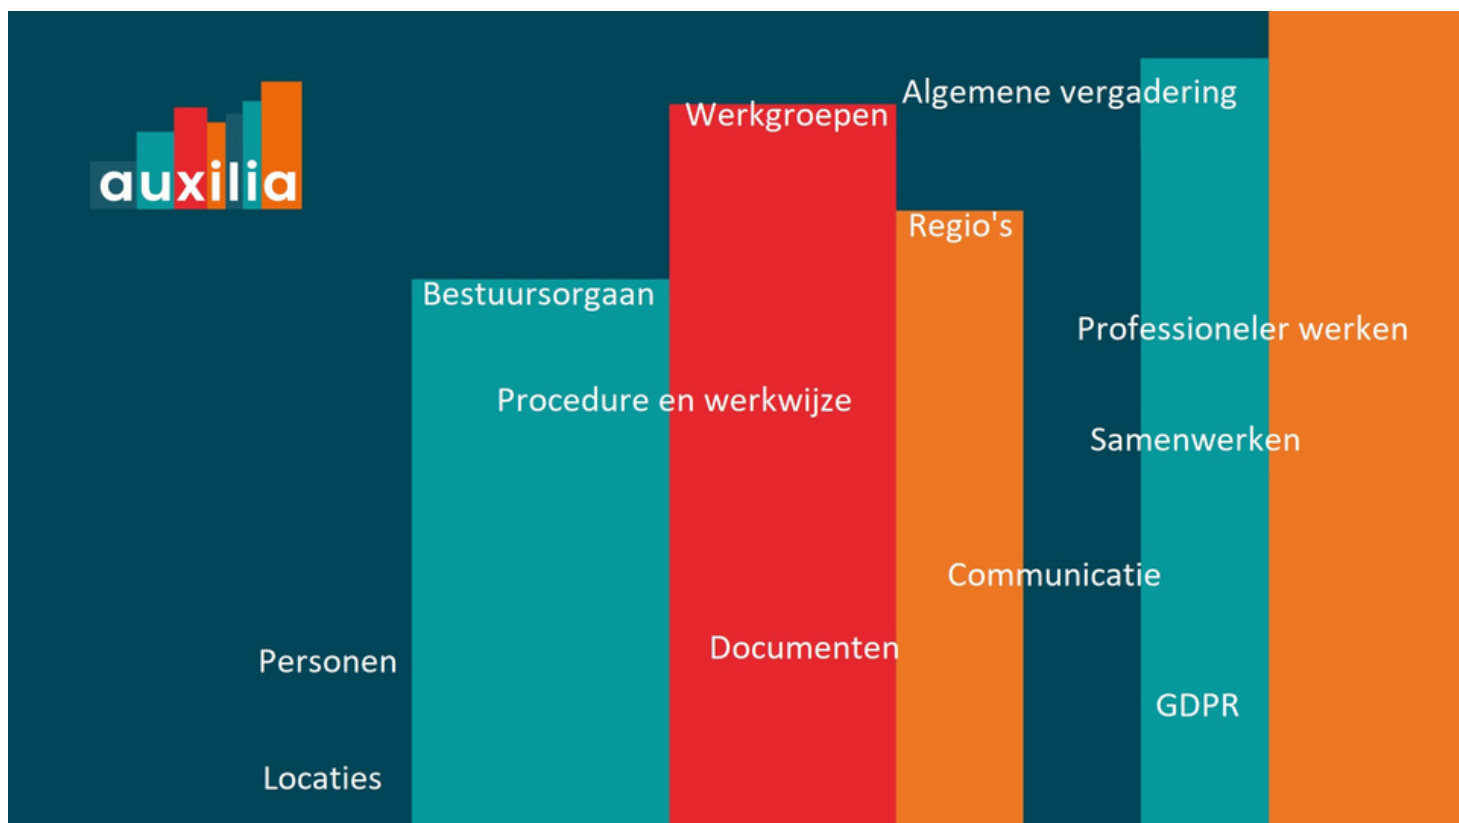 auxilia
Algemene vergadering
Werkgroepen
Regio's
Bestuursorgaan
Professioneler werken
Procedure en werkwijze
Samenwerken
Communicatie
Documenten
Personen
GDPR
Locaties